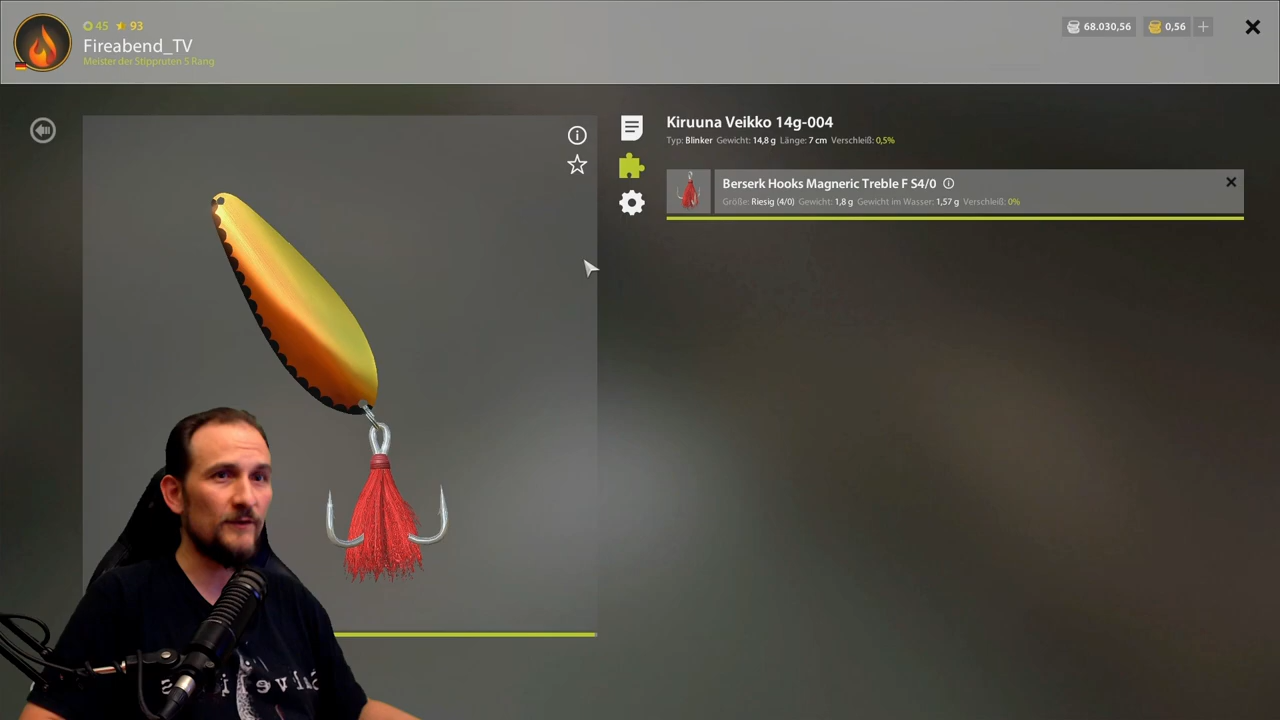 45 93
Fireabend_TV
Meister der Stippruten 5 Rang
68.030,56 0,56 +
Kiruuna Veikko 14g-004
Typ: Blinker Gewicht: 14,8 g Länge: 7 cm Verschleiß: 0,5%
Berserk Hooks Magneric Treble F S4/0
Größe: Riesig (4/0) Gewicht: 1,8 g Gewicht im Wasser: 1,57 g Verschleiß: 0%